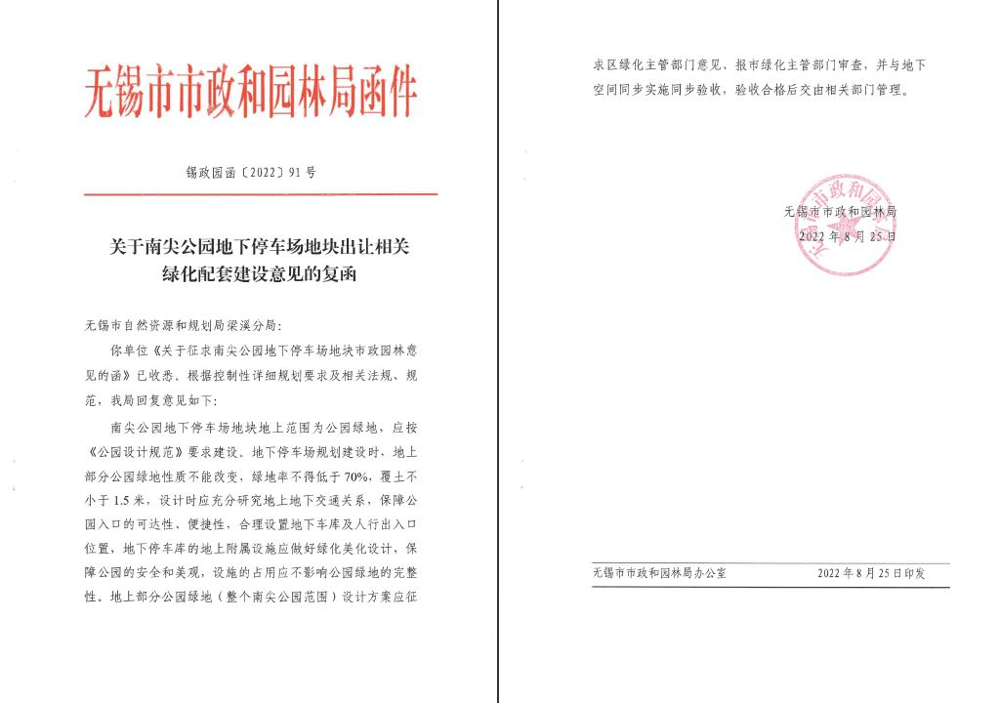 无锡市市政和园林局函件
锡政园函〔2022〕91 号
关于南尖公园地下停车场地块出让相关
绿化配套建设意见的复函
无锡市自然资源和规划局梁溪分局：
你单位《关于征求南尖公园地下停车场地块市政园林意
见的函》已收悉。根据控制性详细规划要求及相关法规、规
范，我局回复意见如下：
南尖公园地下停车场地块地上范围为公园绿地，应按
《公园设计规范》要求建设。地下停车场规划建设时，地上
部分公园绿地性质不能改变，绿地率不得低于 70%，覆土不
小于 1.5 米，设计时应充分研究地上地下交通关系，保障公
园入口的可达性、便捷性，合理设置地下车库及人行出入口
位置，地下停车库的地上附属设施应做好绿化美化设计，保
障公园的安全和美观，设施的占用应不影响公园绿地的完整
性。地上部分公园绿地（整个南尖公园范围）设计方案应征
求区绿化主管部门意见、报市绿化主管部门审查，并与地下
空间同步实施同步验收，验收合格后交由相关部门管理。
无锡市市政和园林局
2022 年 8 月 25 日
无锡市市政和园林局
无锡市市政和园林局办公室 2022 年 8 月 25 日印发